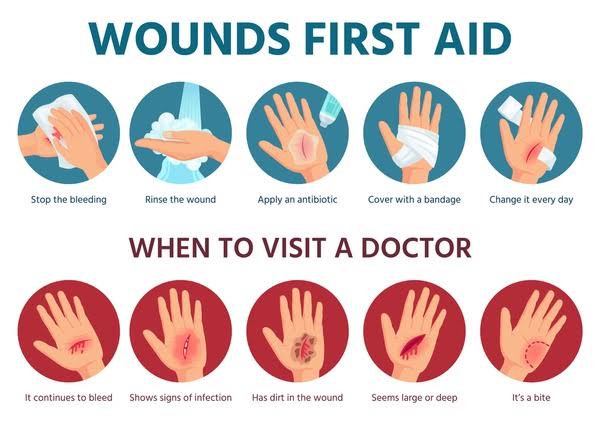 WOUNDS FIRST AID
Stop the bleeding
Rinse the wound
Apply an antibiotic
Cover with a bandage
Change it every day
WHEN TO VISIT A DOCTOR
It continues to bleed
Shows signs of infection
Has dirt in the wound
Seems large or deep
It's a bite